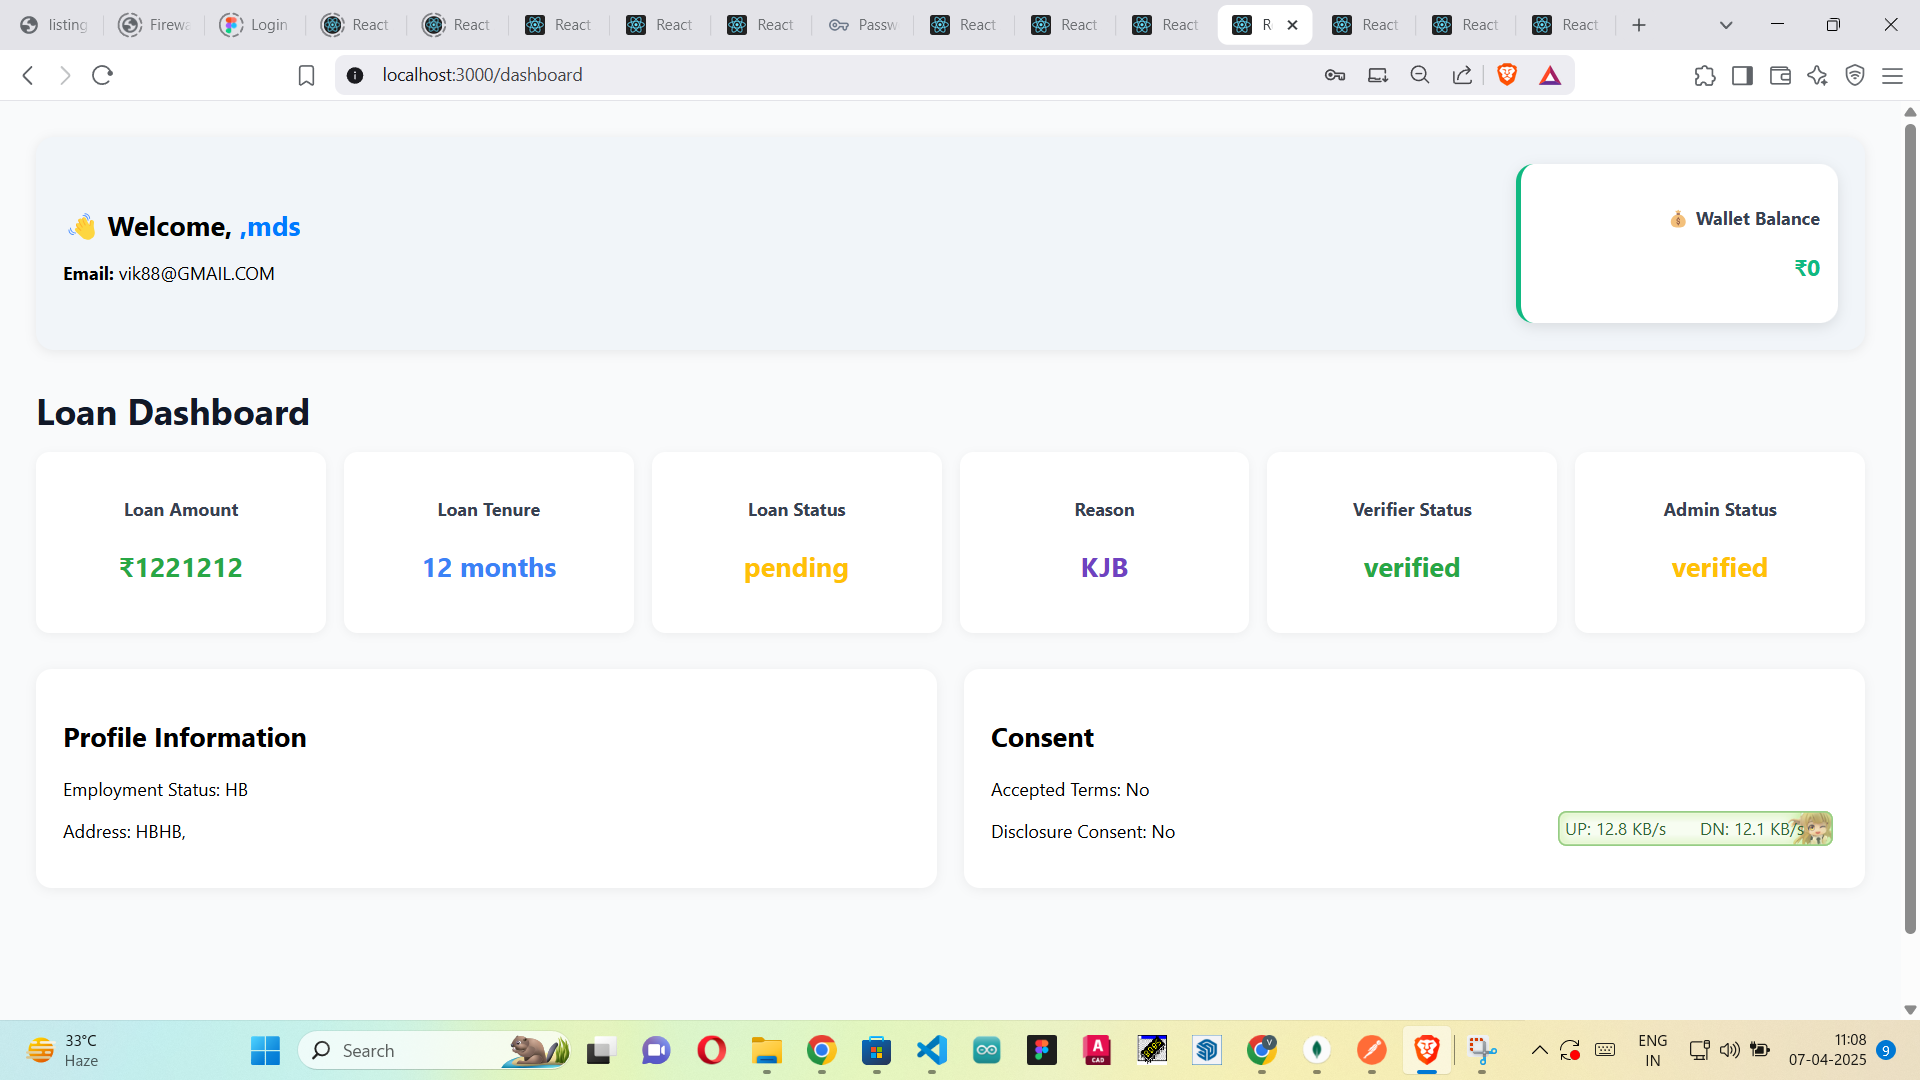 listing
Firewa
Login
React
React
React
React
React
Passw
React
React
React
R
React
React
React
localhost:3000/dashboard
👋 Welcome, ,mds
Email: vik88@GMAIL.COM
💰 Wallet Balance
₹0
Loan Dashboard
Loan Amount
₹1221212
Loan Tenure
12 months
Loan Status
pending
Reason
KJB
Verifier Status
verified
Admin Status
verified
Profile Information
Employment Status: HB
Address: HBHB,
Consent
Accepted Terms: No
Disclosure Consent: No
UP: 12.8 KB/s DN: 12.1 KB/s
33°C
Haze
Search
A
CAD
V
ENG
IN
11:08
07-04-2025
9